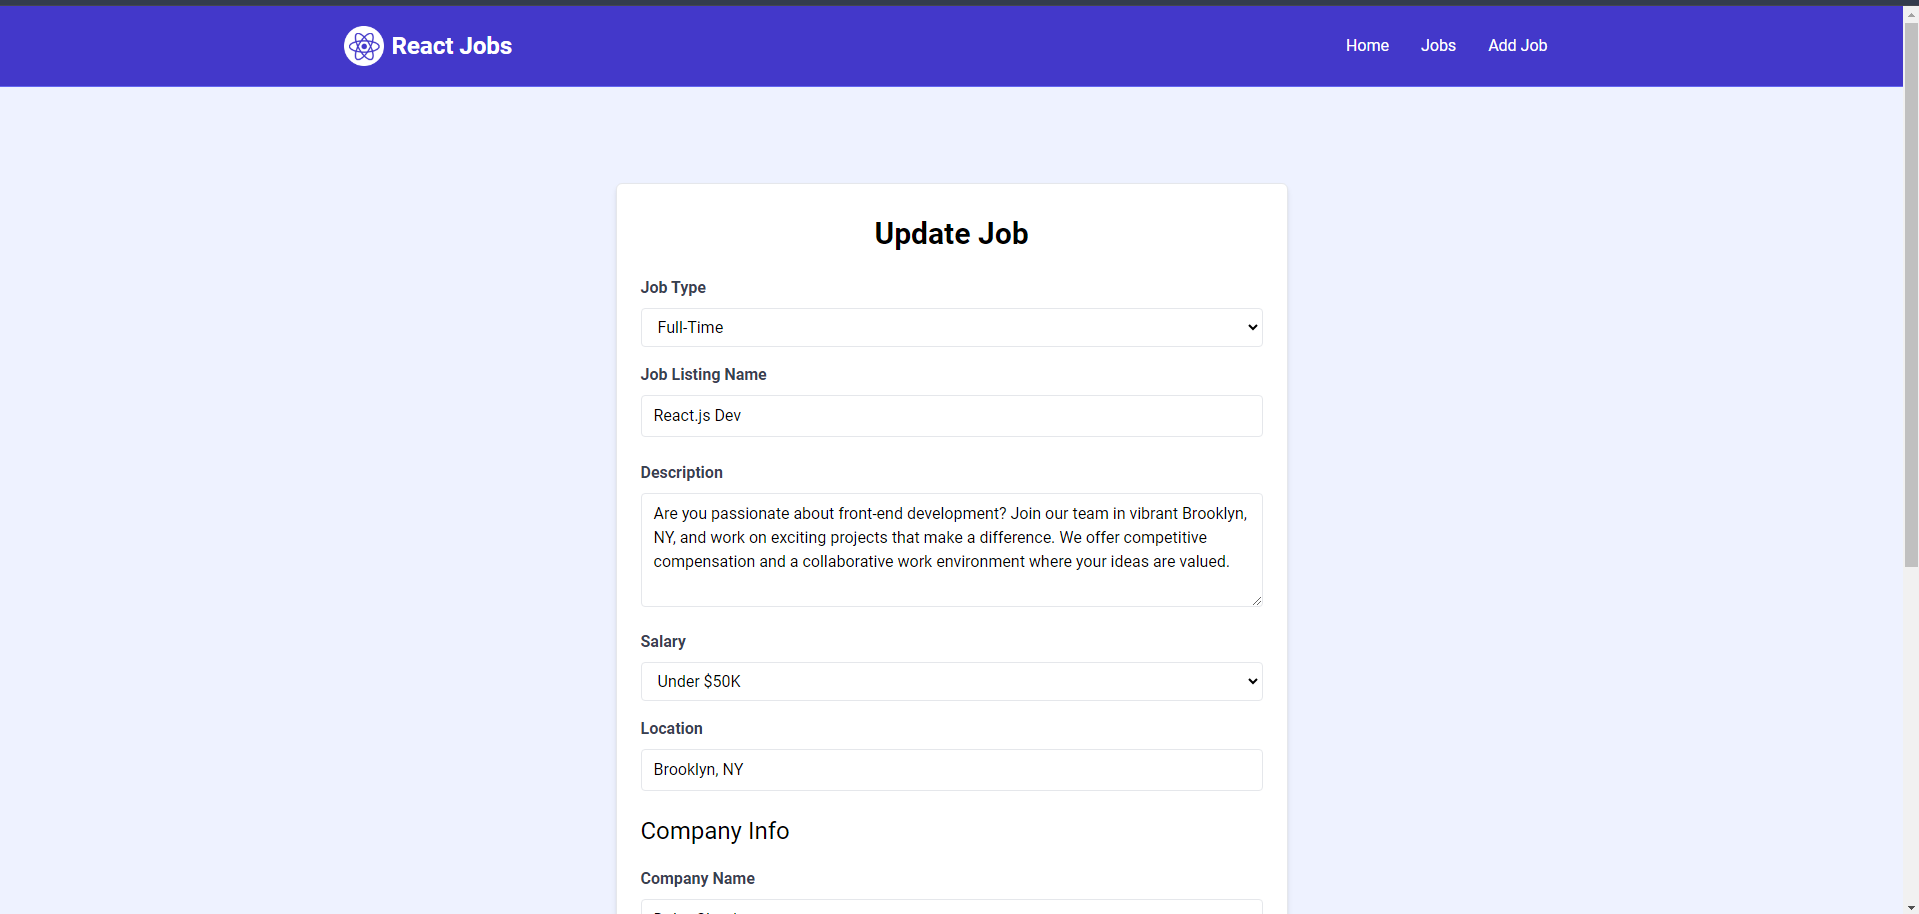 React Jobs
Home
Jobs
Add Job
Update Job
Job Type
Full-Time
Job Listing Name
React.js Dev
Description
Are you passionate about front-end development? Join our team in vibrant Brooklyn,
NY, and work on exciting projects that make a difference. We offer competitive
compensation and a collaborative work environment where your ideas are valued.
Salary
Under $50K
Location
Brooklyn, NY
Company Info
Company Name